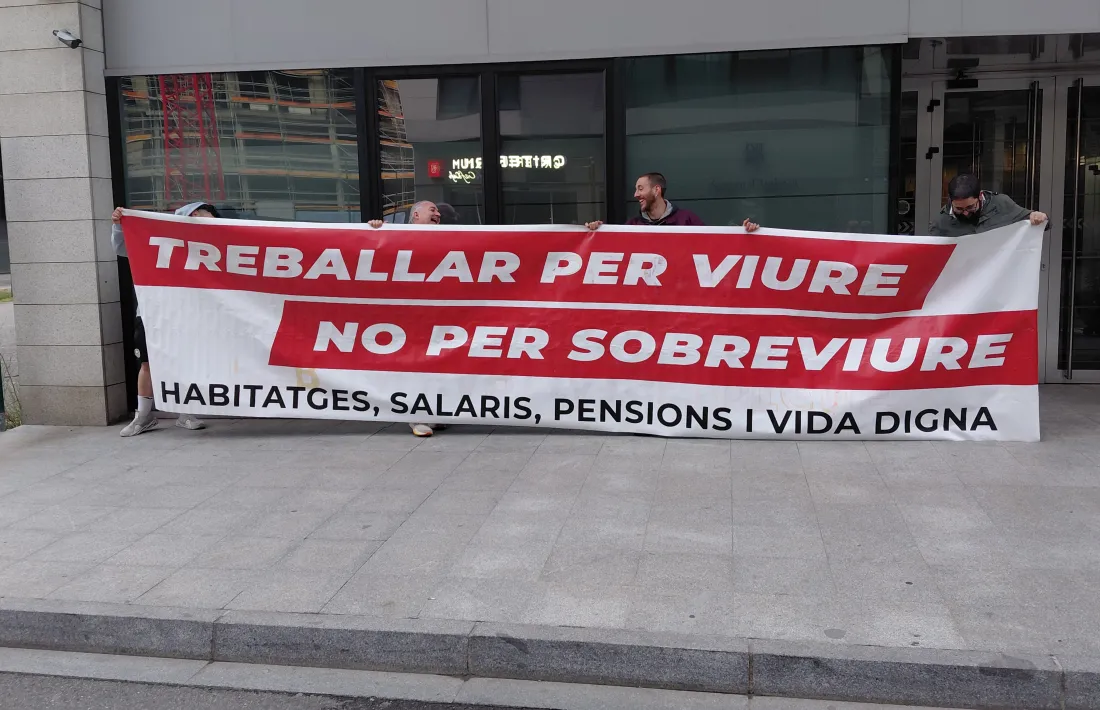 TREBALLAR PER VIURE
NO PER SOBREVIURE
HABITATGES, SALARIS, PENSIONS I VIDA DIGNA